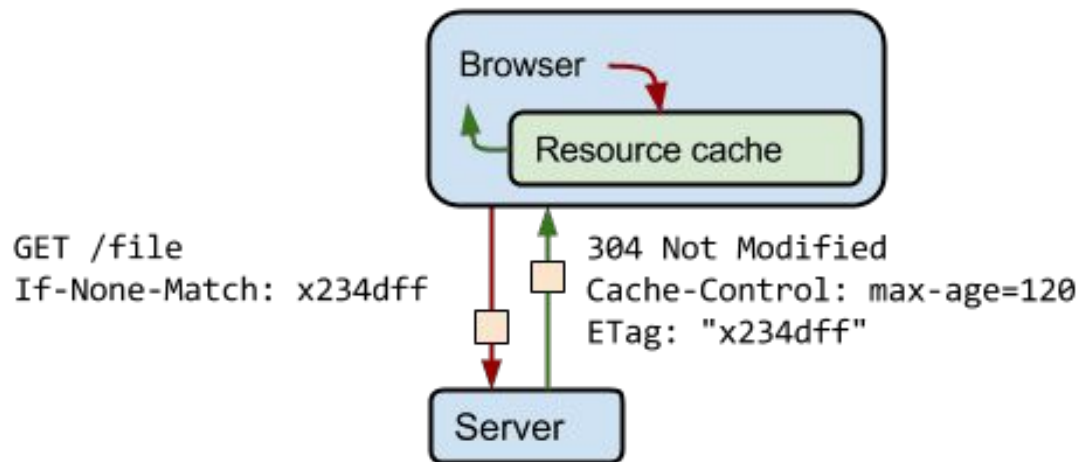 Browser
Resource cache
GET /file
If-None-Match: x234dff
304 Not Modified
Cache-Control: max-age=120
ETag: "x234dff"
Server